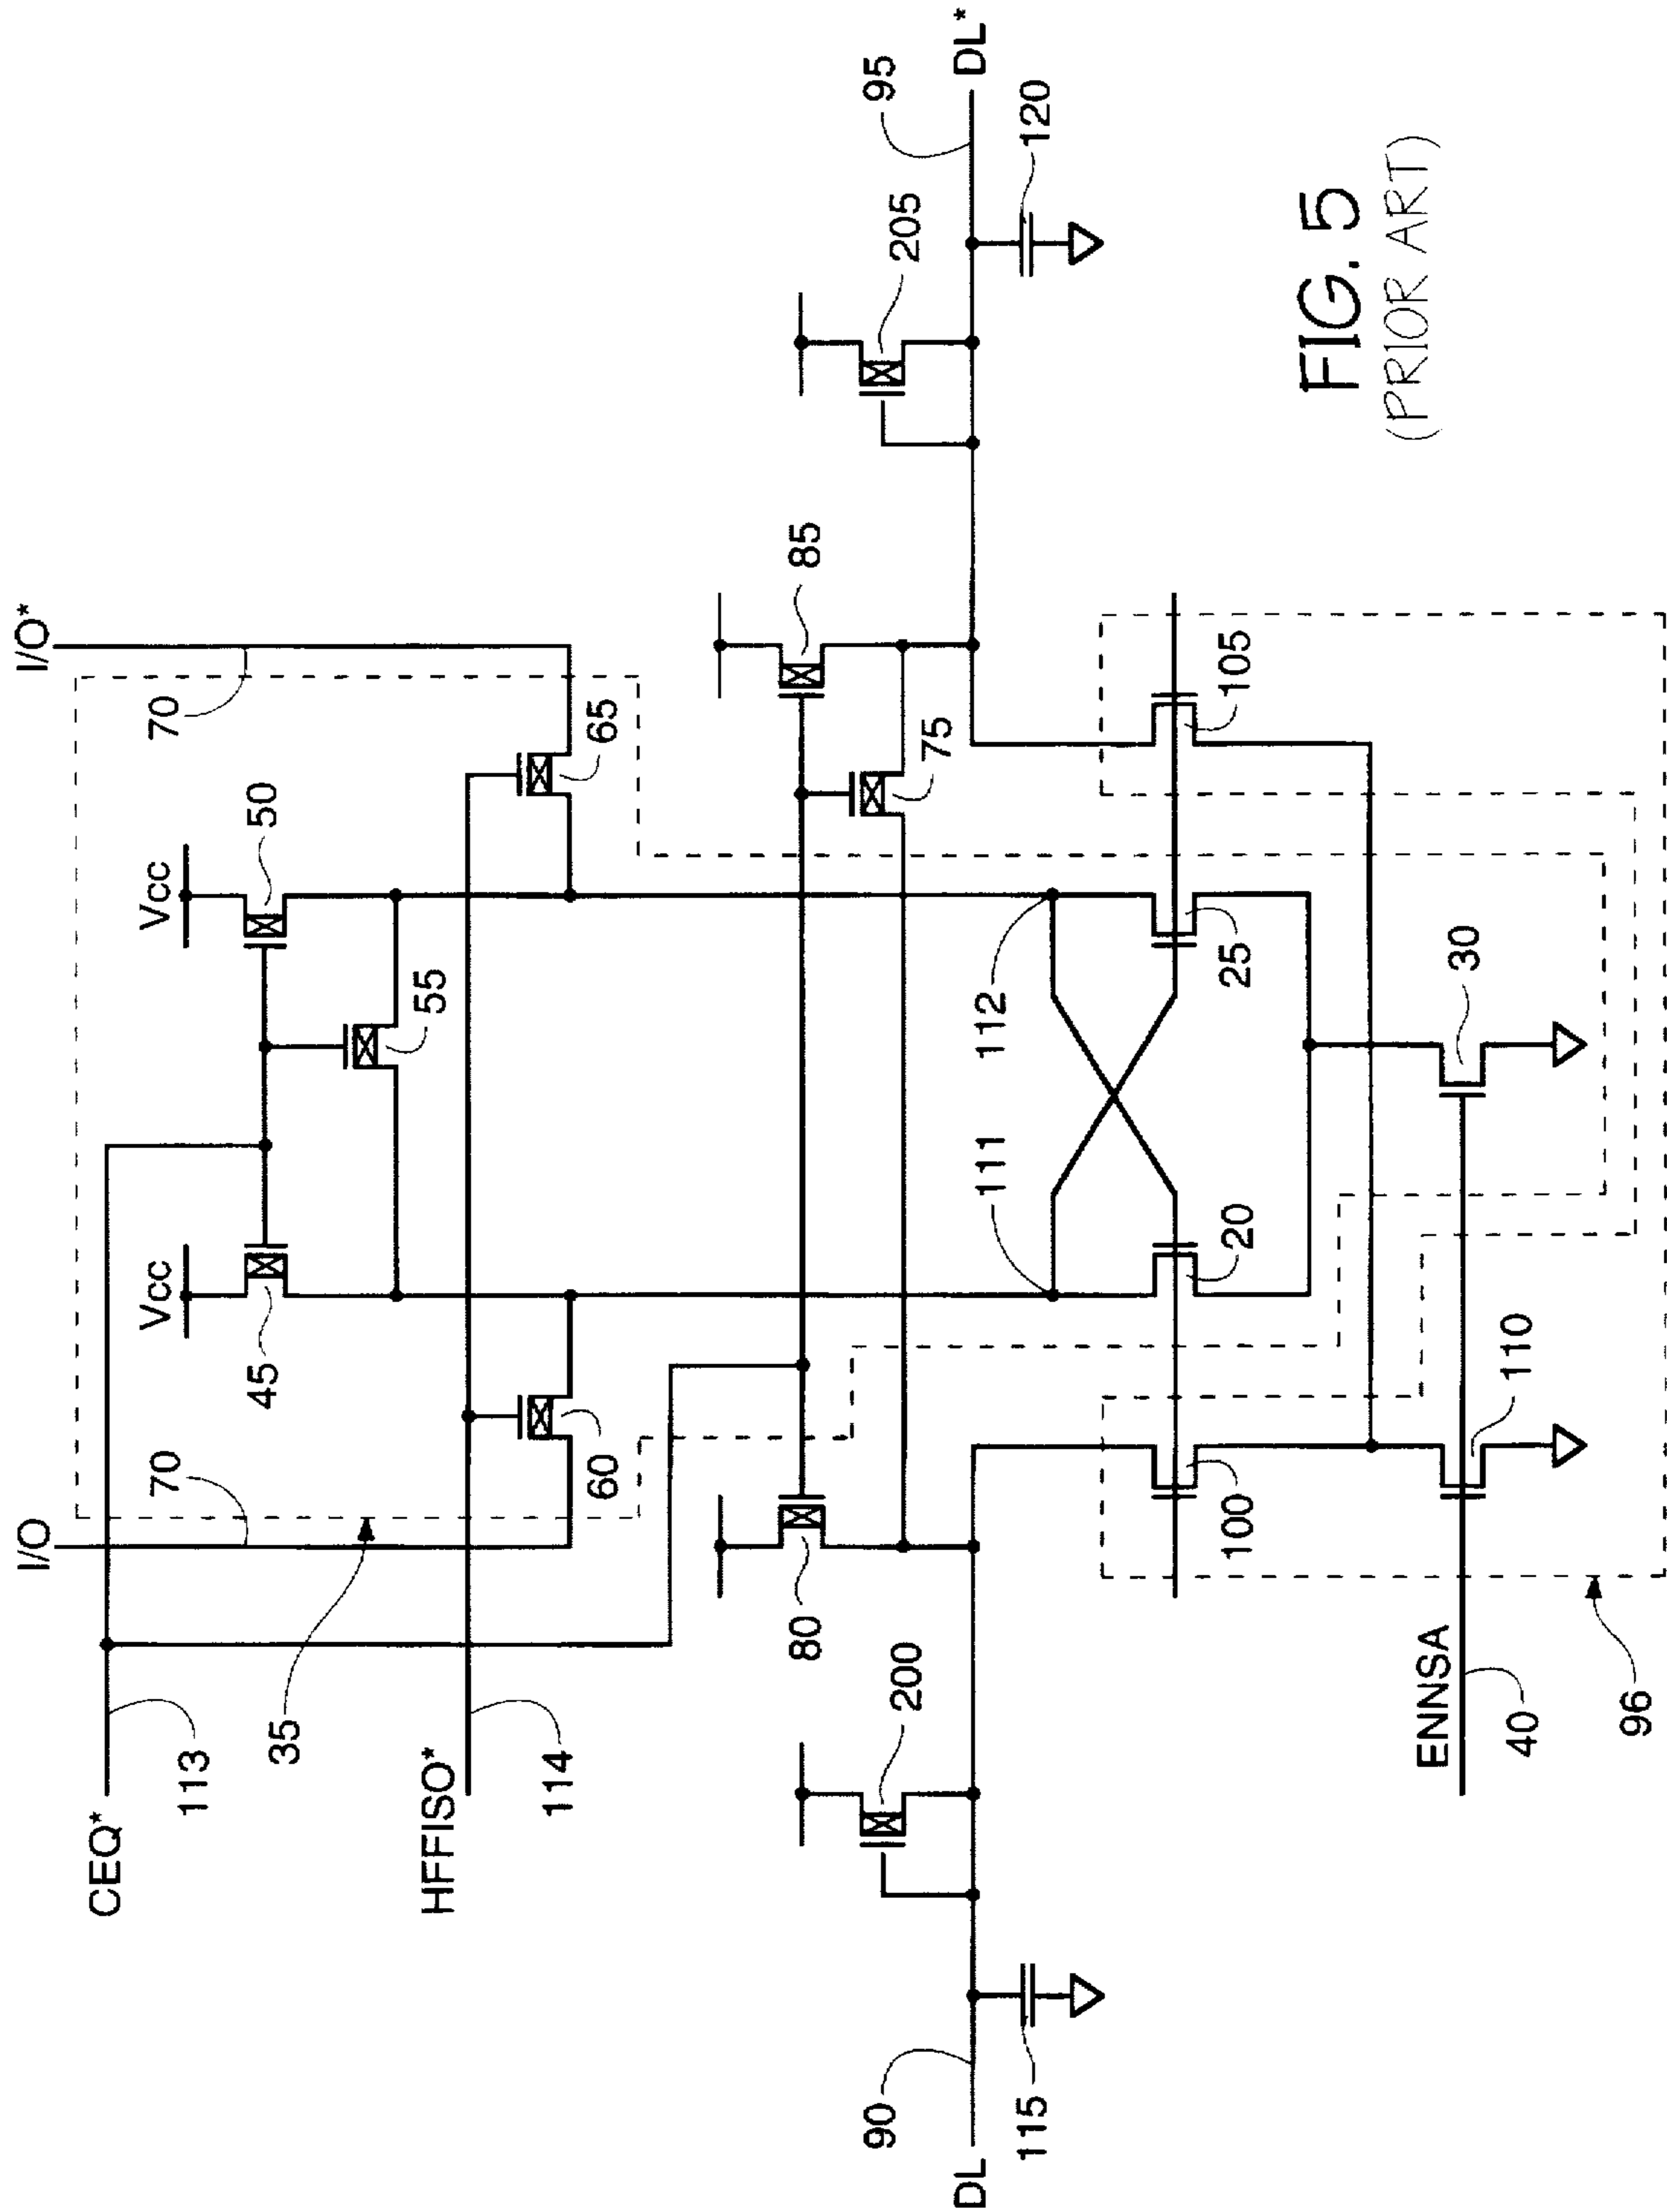 I/O
I/O*
70
70
CEQ*
113
Vcc
Vcc
45
50
55
35
HFFISO*
114
60
65
80
85
75
200
205
DL
90
115
DL*
95
120
111
112
100
20
25
105
110
30
ENNSA
40
96
FIG. 5
(PRIOR ART)